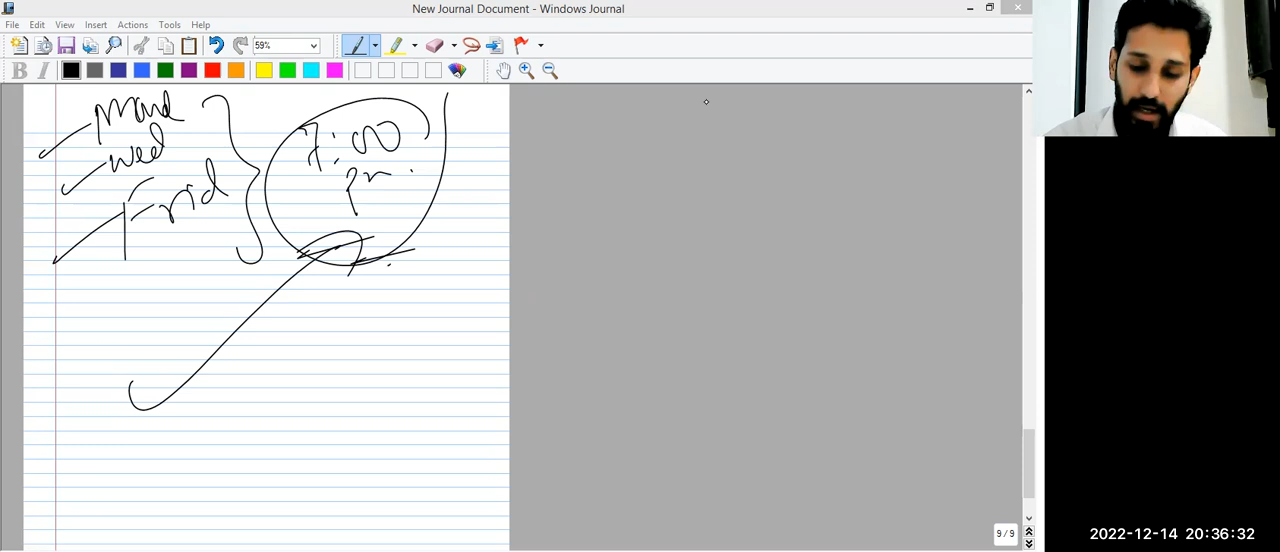 New Journal Document - Windows Journal
File Edit View Insert Actions Tools Help
59%
B I
Mond
Wed
Frid
7:00
pm.
9/9
2022-12-14 20:36:32